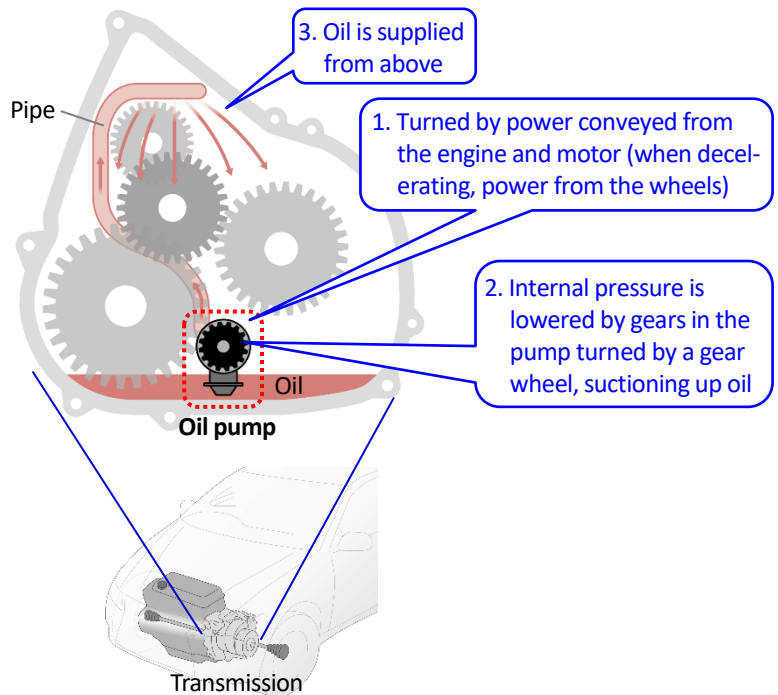 3. Oil is supplied
from above
Pipe
1. Turned by power conveyed from
the engine and motor (when decel-
erating, power from the wheels)
2. Internal pressure is
lowered by gears in the
pump turned by a gear
wheel, suctioning up oil
Oil
Oil pump
Transmission